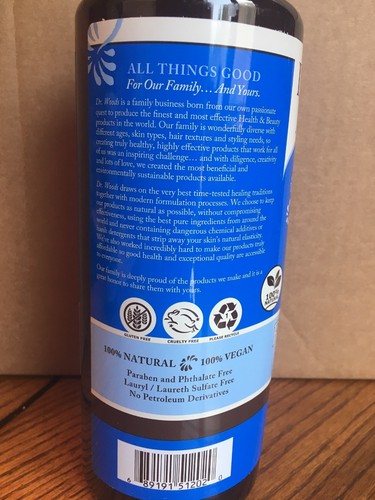 ALL THINGS GOOD
For Our Family... And Yours.
Dr. Woods is a family business born from our own passionate
quest to produce the finest and most effective Health & Beauty
products in the world. Our family is wonderfully diverse with
different ages, skin types, hair textures and styling needs, so
creating truly healthy, highly effective products that work for all
of us was an inspiring challenge... and with diligence, creativity
and lots of love, we created the most beneficial and
environmentally sustainable products available.
Dr. Woods draws on the very best time-tested healing traditions
together with modern formulation processes. We choose to keep
our products as natural as possible, without compromising
effectiveness, using the best pure ingredients from around the
world and never containing dangerous chemical additives or
harsh detergents that strip away your skin's natural elasticity.
We've also worked incredibly hard to make our products truly
affordable so good health and exceptional quality are accessible
to everyone.
Our family is deeply proud of the products we make and it is a
great honor to share them with yours.
100%
NATURAL
GLUTEN FREE
CRUELTY FREE
PLEASE RECYCLE
100% NATURAL 100% VEGAN
Paraben and Phthalate Free
Lauryl / Laureth Sulfate Free
No Petroleum Derivatives
6 89191 51202 0